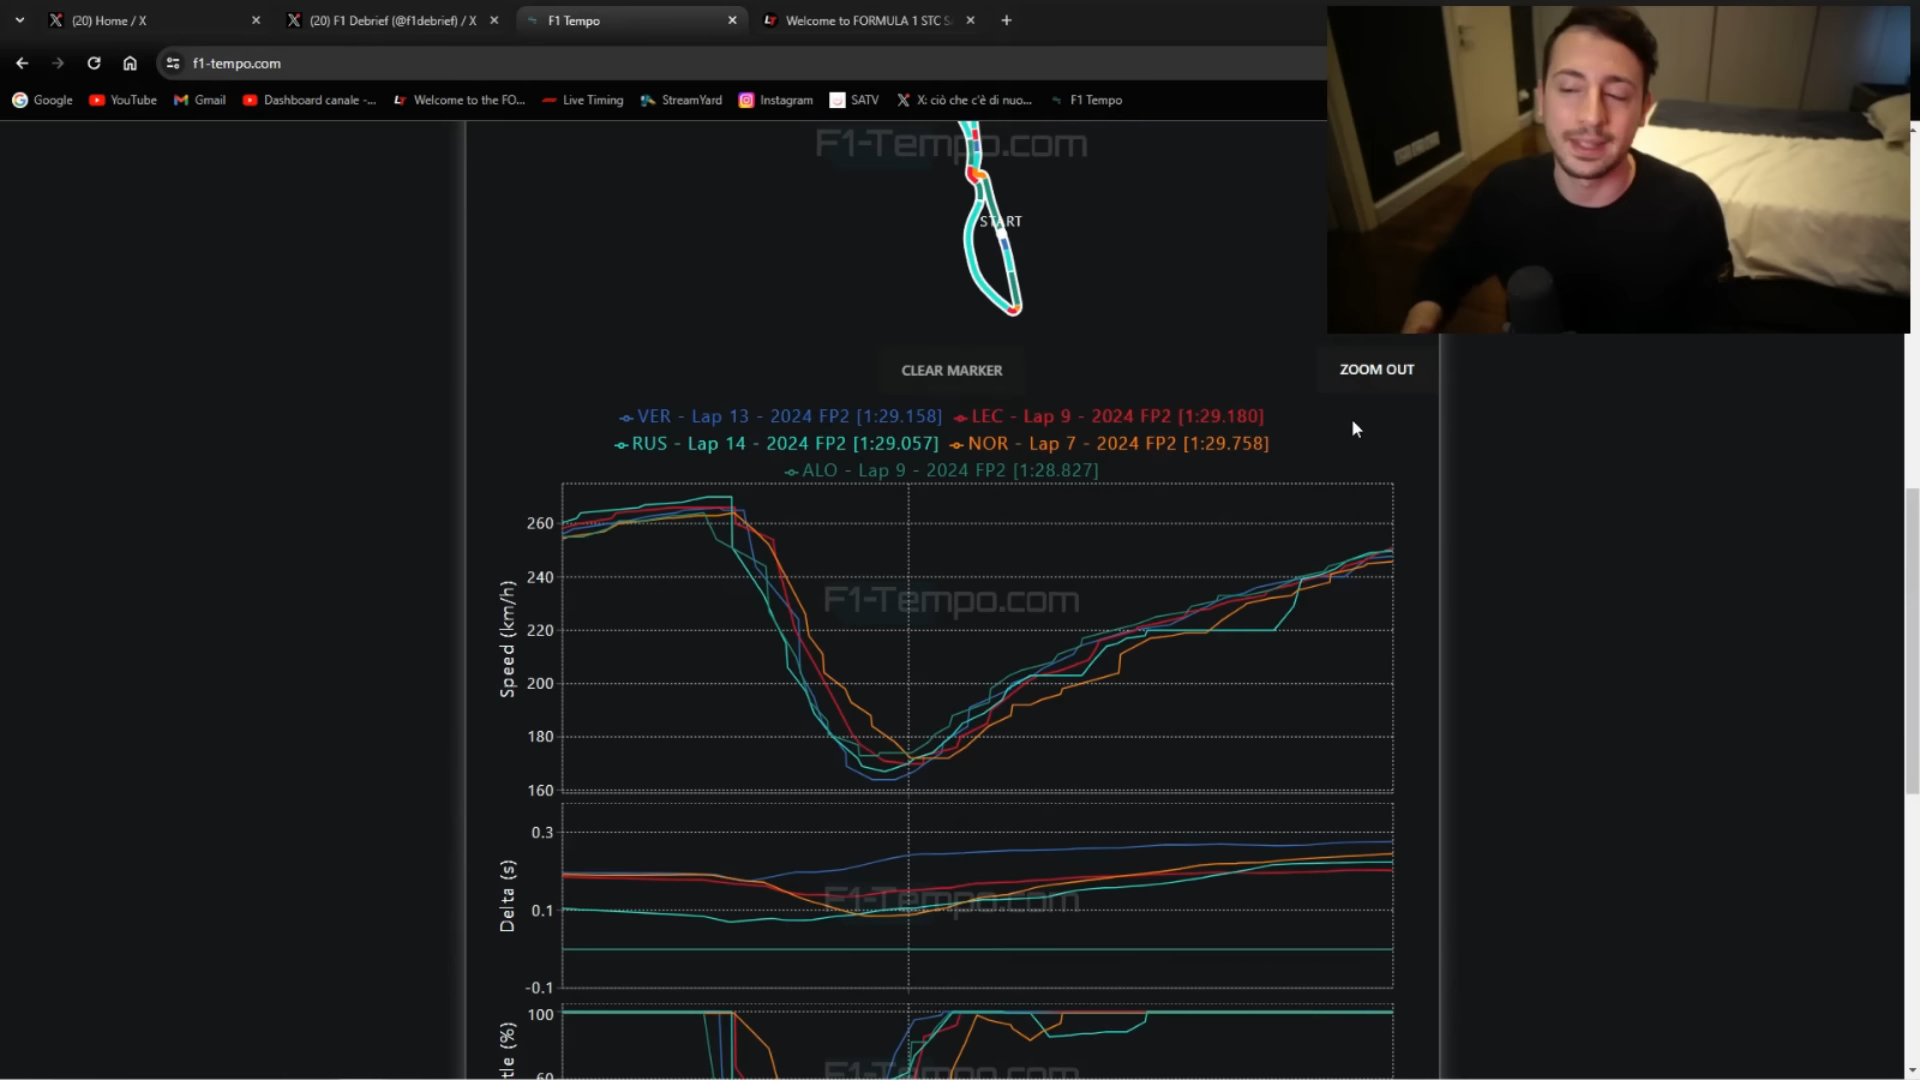 (20) Home / X
(20) F1 Debrief (@f1debrief) / X
F1 Tempo
Welcome to FORMULA 1 STC S
f1-tempo.com
Google
YouTube
Gmail
Dashboard canale -...
Welcome to the FO...
Live Timing
StreamYard
Instagram
SATV
X: ciò che c'è di nuo...
F1 Tempo
F1-Tempo.com
START
CLEAR MARKER
ZOOM OUT
VER - Lap 13 - 2024 FP2 [1:29.158]
LEC - Lap 9 - 2024 FP2 [1:29.180]
RUS - Lap 14 - 2024 FP2 [1:29.057]
NOR - Lap 7 - 2024 FP2 [1:29.758]
ALO - Lap 9 - 2024 FP2 [1:28.827]
Speed (km/h)
260
240
220
200
180
160
F1-Tempo.com
Delta (s)
0.3
0.1
-0.1
F1-Tempo.com
tle (%)
100
60
F1-Tempo.com